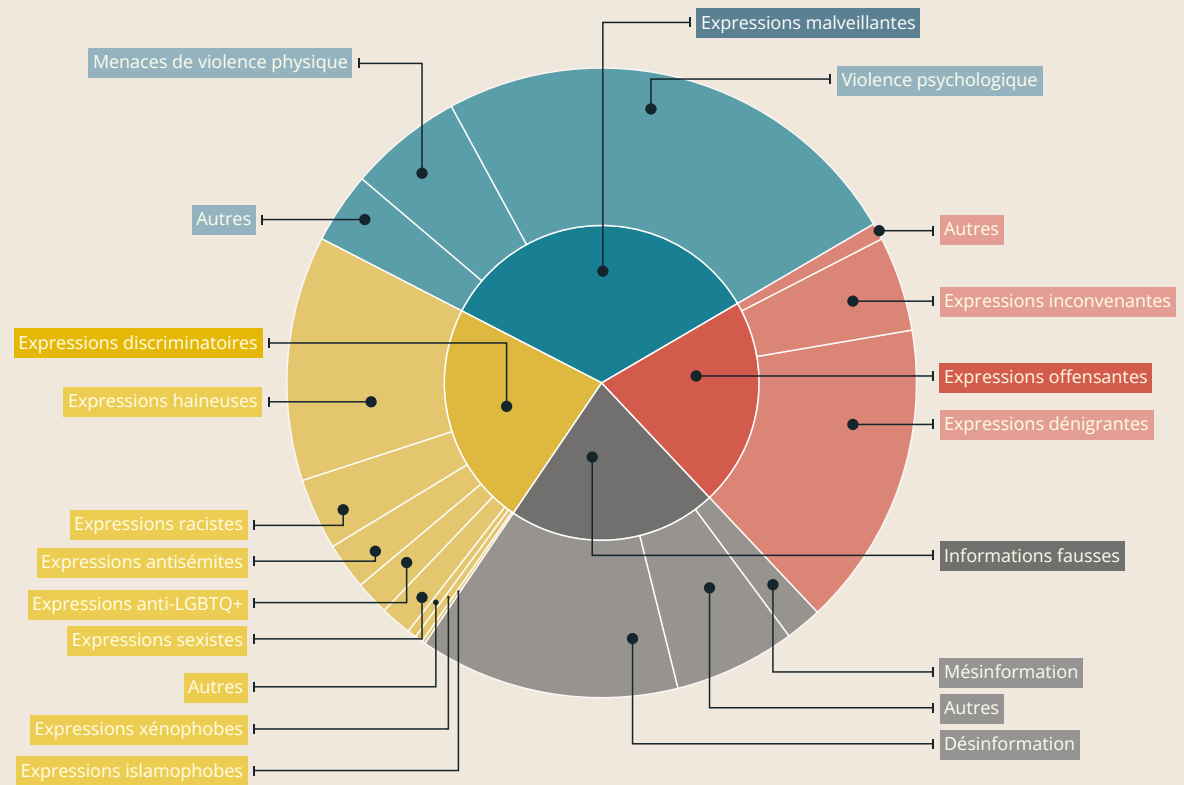 Expressions malveillantes
Menaces de violence physique
Violence psychologique
Autres
Autres
Expressions inconvenantes
Expressions discriminatoires
Expressions offensantes
Expressions haineuses
Expressions dénigrantes
Expressions racistes
Expressions antisémites
Informations fausses
Expressions anti-LGBTQ+
Expressions sexistes
Mésinformation
Autres
Autres
Expressions xénophobes
Désinformation
Expressions islamophobes